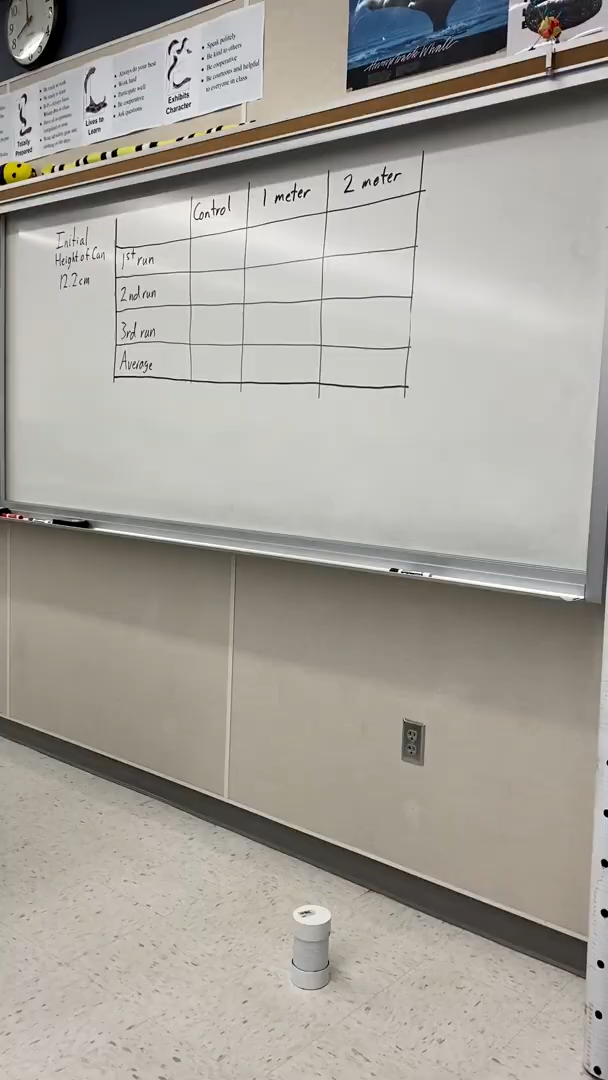 • Speak politely
• Be kind to others
• Be cooperative
• Be courteous and helpful
to everyone in class
Exhibits
Character
• Always do your best
• Work hard
• Participate well
• Be cooperative
• Ask questions
Lives to
Learn
Totally
Prepared
Humpback Whale
Initial
Height of Can
12.2cm
Control 1 meter 2 meter
1st run
2nd run
3rd run
Average